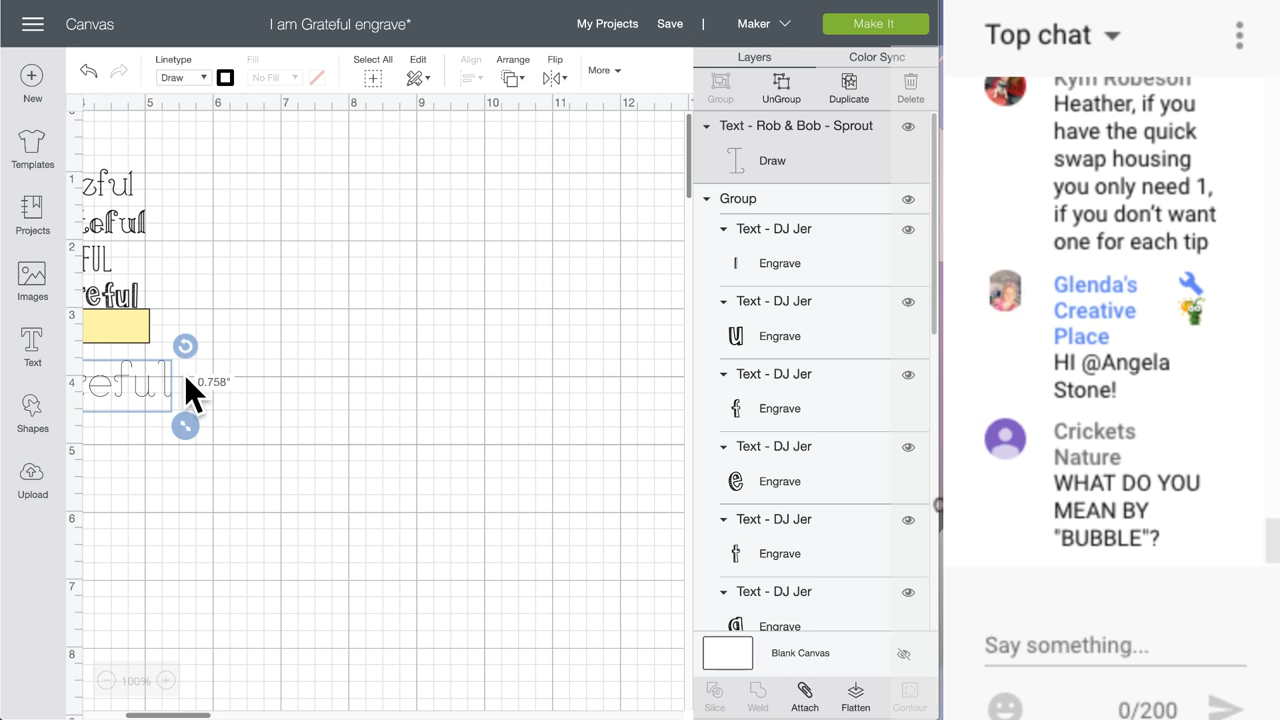 Canvas
I am Grateful engrave*
My Projects
Save
|
Maker
Make It
New
Templates
Projects
Images
Text
Shapes
Upload
Linetype
Draw
Fill
No Fill
Select All
Edit
Align
Arrange
Flip
More
5 6 7 8 9 10 11 12
1
2
3
4
5
6
7
8
eful
FUL
eful
eful
0.758"
100%
Layers
Color Sync
Group
UnGroup
Duplicate
Delete
Text - Rob & Bob - Sprout
Draw
Group
Text - DJ Jer
l Engrave
Text - DJ Jer
u Engrave
Text - DJ Jer
f Engrave
Text - DJ Jer
e Engrave
Text - DJ Jer
t Engrave
Text - DJ Jer
a Engrave
Blank Canvas
Slice
Weld
Attach
Flatten
Contour
Top chat
Kym Robeson
Heather, if you
have the quick
swap housing
you only need 1,
if you don't want
one for each tip
Glenda's
Creative
Place
HI @Angela
Stone!
Crickets
Nature
WHAT DO YOU
MEAN BY
"BUBBLE"?
Say something...
0/200